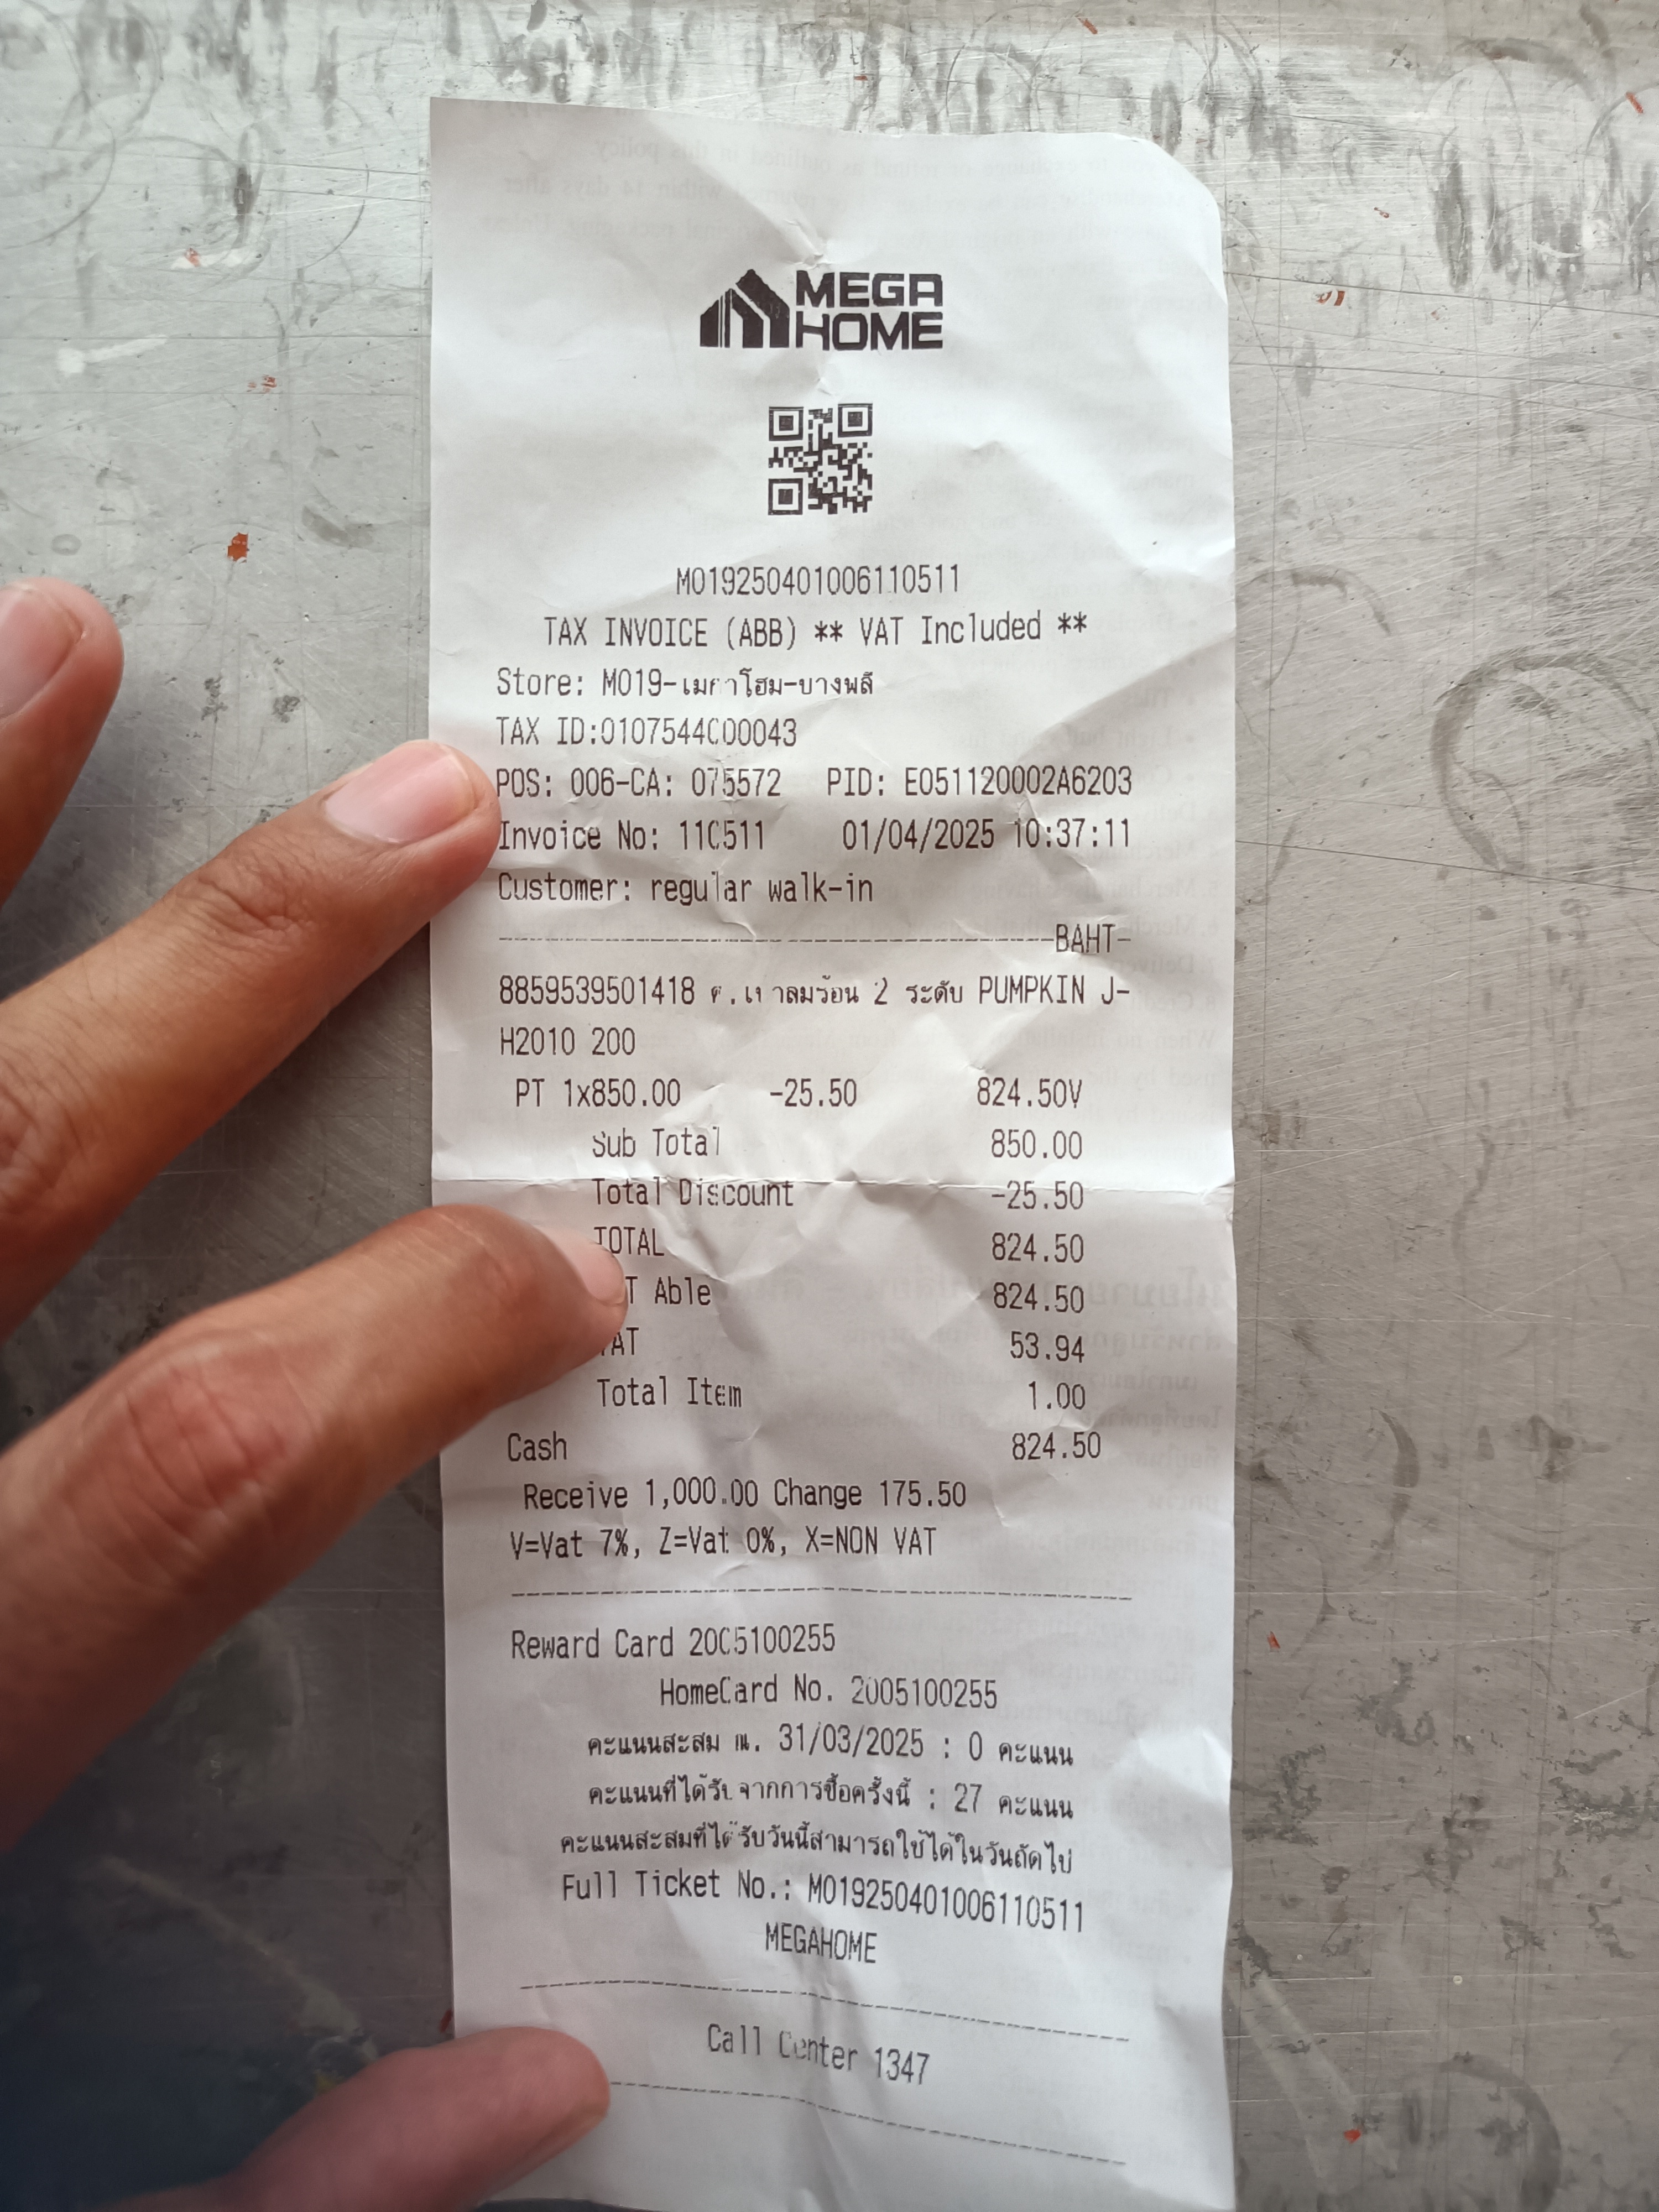 MEGA
HOME
M019250401006110511
TAX INVOICE (ABB) ** VAT Included **
Store: M019-เมกาโฮม-บางพลี
TAX ID:0107544000043
POS: 006-CA: 075572 PID: E051120002A6203
Invoice No: 110511 01/04/2025 10:37:11
Customer: regular walk-in
BAHT-
8859539501418 ลมร้อน 2 ระดับ PUMPKIN J-
H2010 200
PT 1x850.00 -25.50 824.50V
Sub Total 850.00
Total Discount -25.50
TOTAL 824.50
Able 824.50
VAT 53.94
Total Item 1.00
Cash 824.50
Receive 1,000.00 Change 175.50
V=Vat 7%, Z=Vat 0%, X=NON VAT
Reward Card 2005100255
HomeCard No. 2005100255
คะแนนสะสม ณ. 31/03/2025 : 0 คะแนน
คะแนนที่ได้รับจากการซื้อครั้งนี้ : 27 คะแนน
คะแนนสะสมที่ได้รับวันนี้สามารถใช้ได้ในวันถัดไป
Full Ticket No.: M019250401006110511
MEGAHOME
Call Center 1347